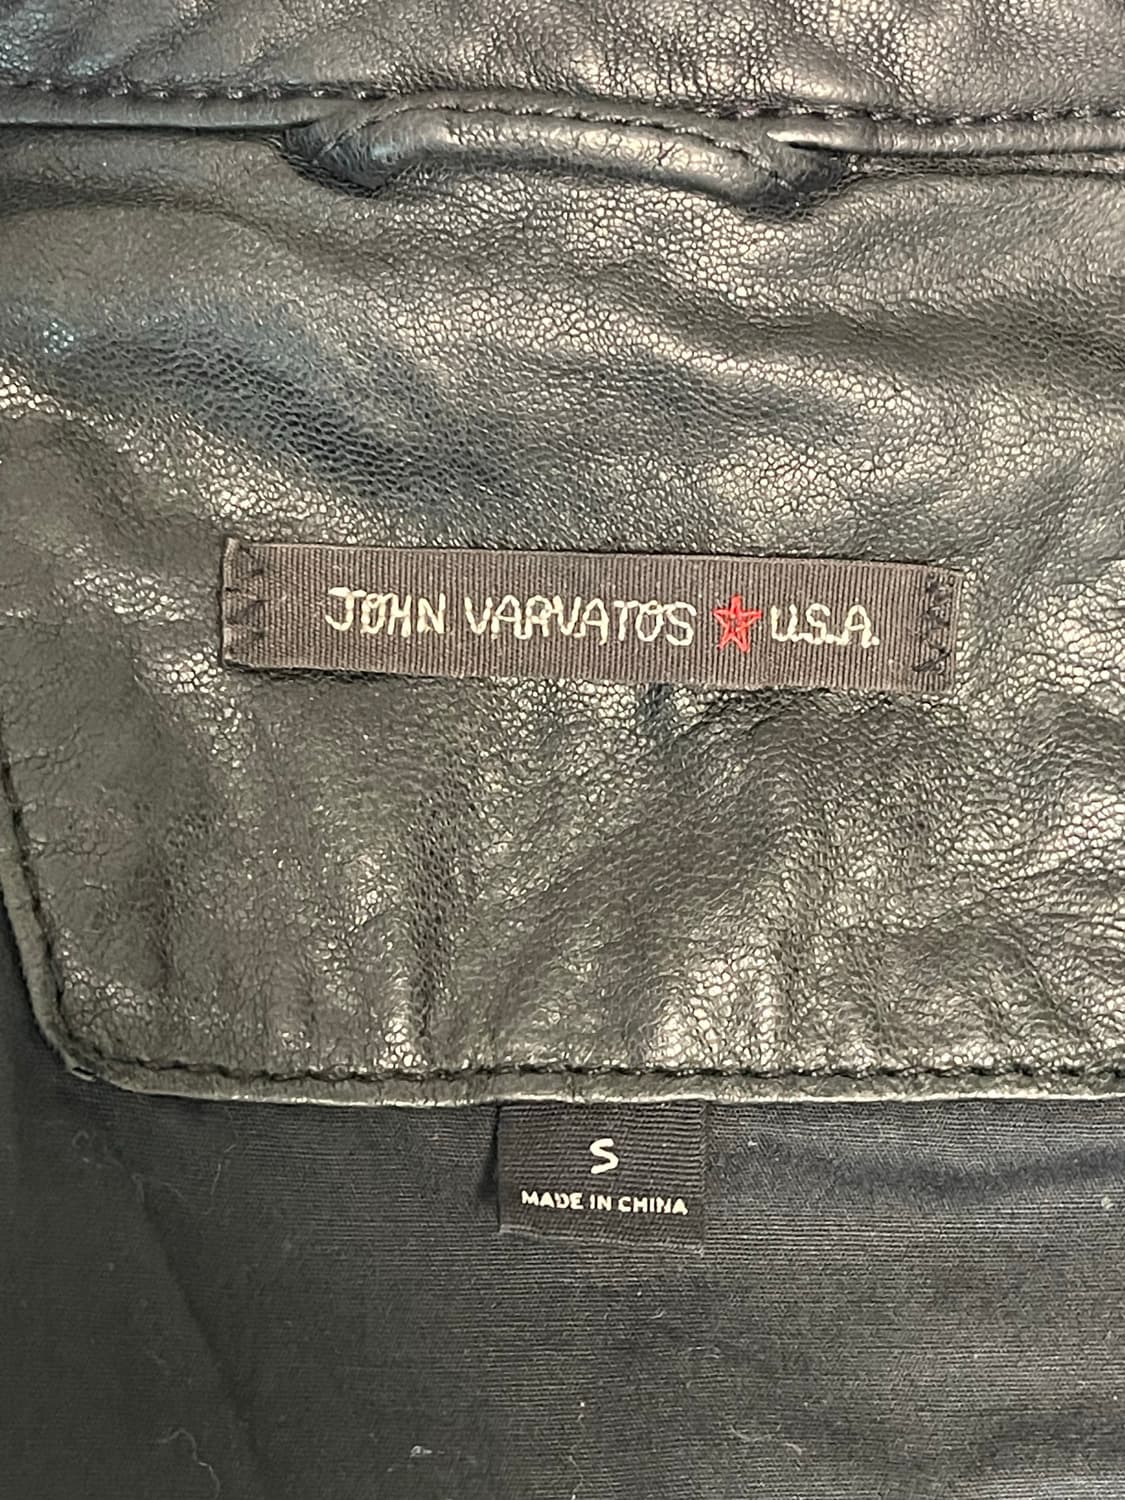 JOHN VARVATOS ★ U.S.A.
S
MADE IN CHINA